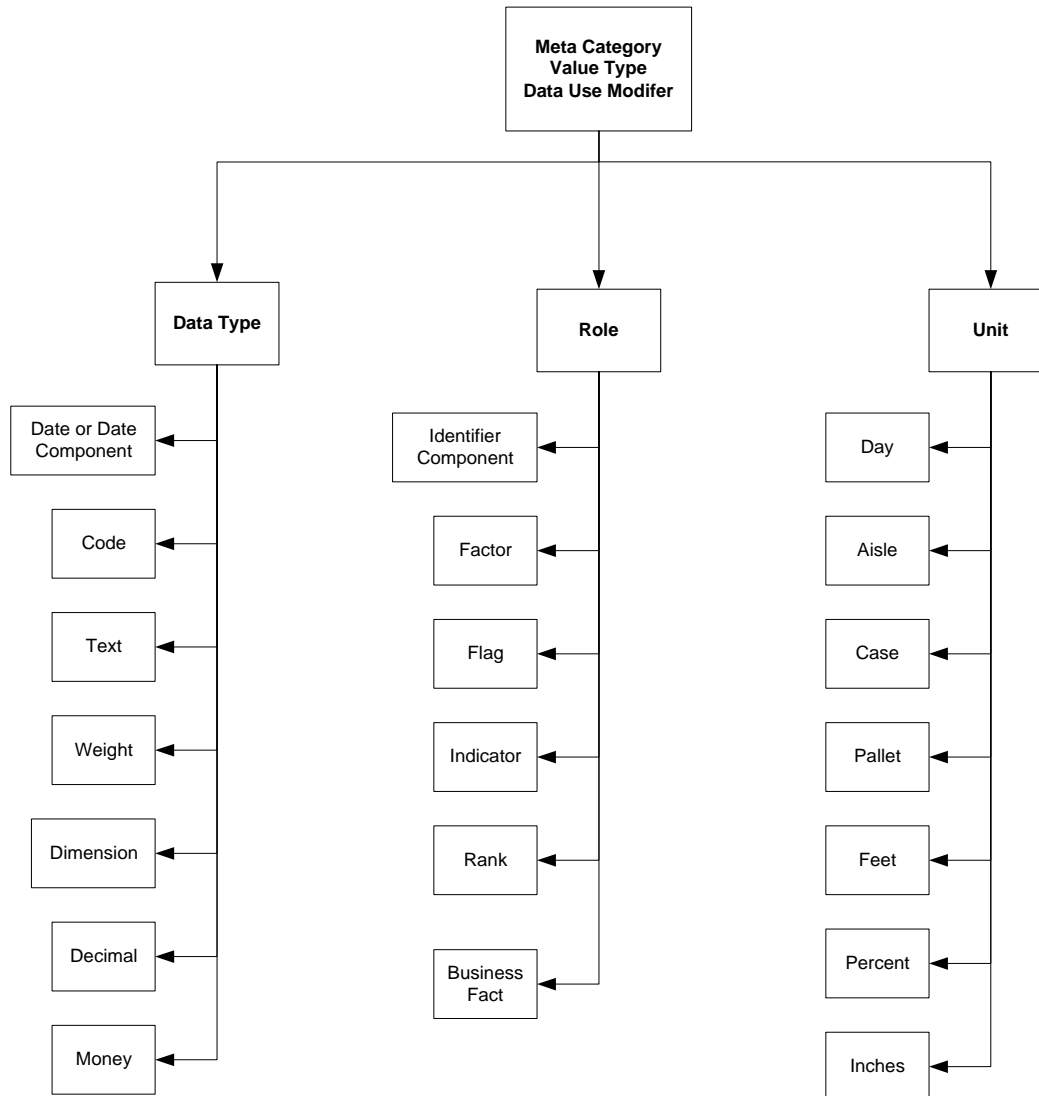 Meta Category
Value Type
Data Use Modifer
Data Type
Role
Unit
Date or Date
Component
Code
Text
Weight
Dimension
Decimal
Money
Identifier
Component
Factor
Flag
Indicator
Rank
Business
Fact
Day
Aisle
Case
Pallet
Feet
Percent
Inches